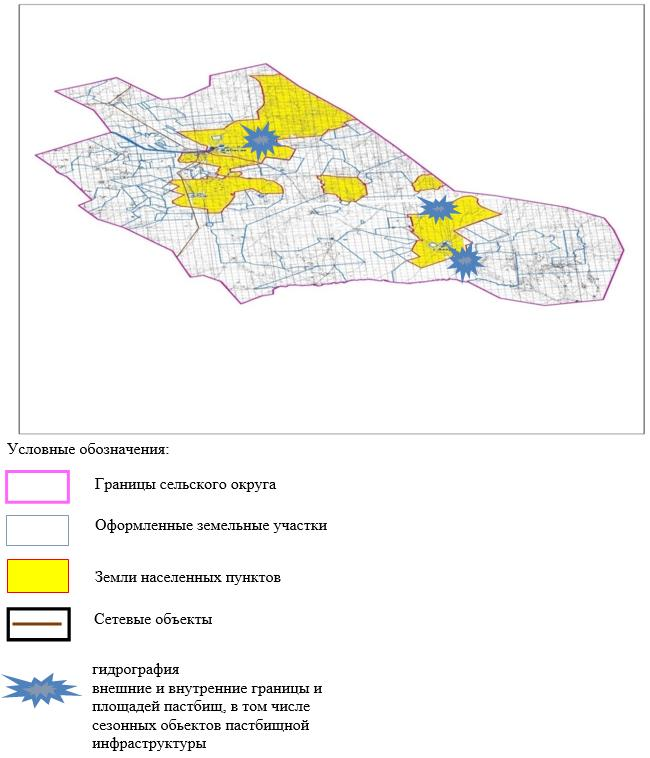 Условные обозначения:
Границы сельского округа
Оформленные земельные участки
Земли населенных пунктов
Сетевые объекты
гидрография
внешние и внутренние границы и
площадей пастбищ, в том числе
сезонных обьектов пастбищной
инфраструктуры